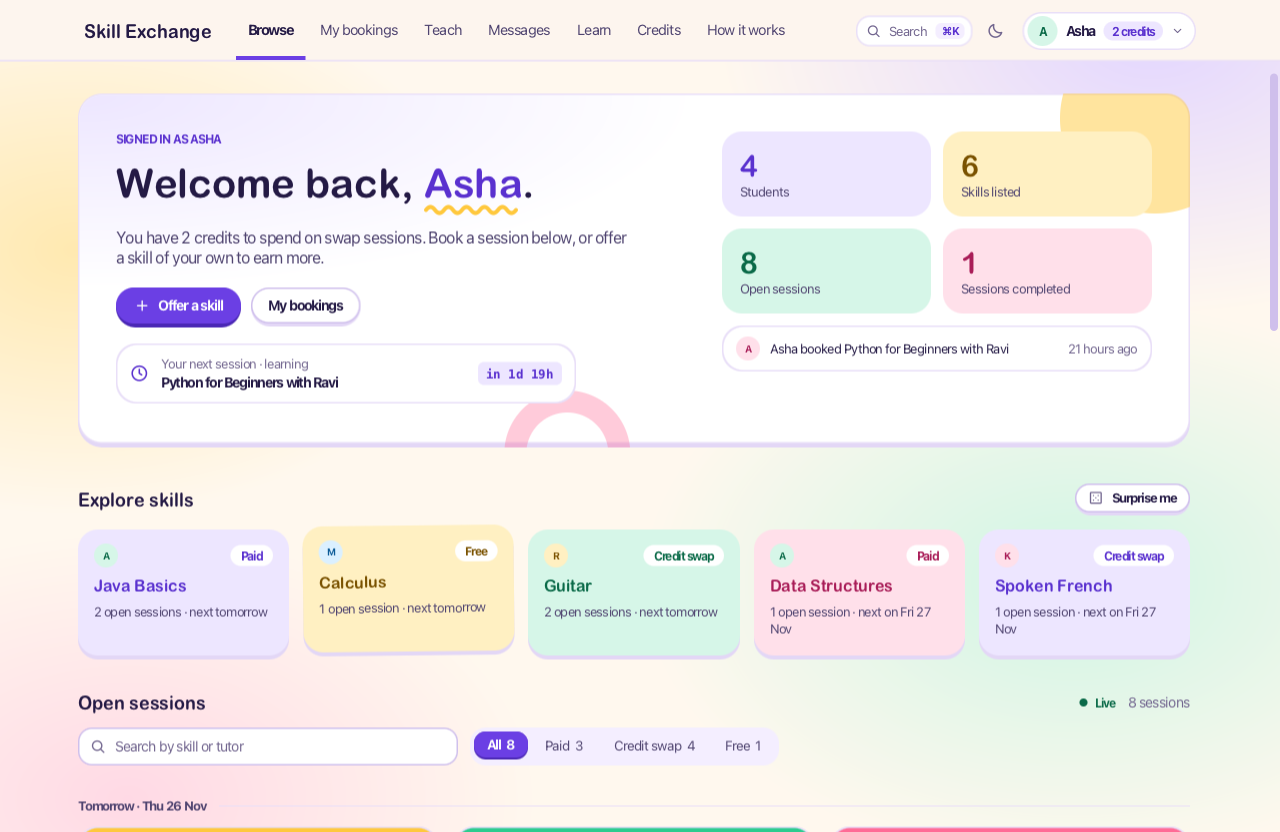 Skill Exchange
Browse
My bookings
Teach
Messages
Learn
Credits
How it works
Search ⌘K
A Asha 2 credits
SIGNED IN AS ASHA
Welcome back, Asha.
You have 2 credits to spend on swap sessions. Book a session below, or offer
a skill of your own to earn more.
Offer a skill
My bookings
Your next session · learning
Python for Beginners with Ravi
in 1d 19h
4
Students
6
Skills listed
8
Open sessions
1
Sessions completed
A Asha booked Python for Beginners with Ravi 21 hours ago
Explore skills
Surprise me
A Paid
Java Basics
2 open sessions · next tomorrow
M Free
Calculus
1 open session · next tomorrow
R Credit swap
Guitar
2 open sessions · next tomorrow
A Paid
Data Structures
1 open session · next on Fri 27
Nov
K Credit swap
Spoken French
1 open session · next on Fri 27
Nov
Open sessions
Live 8 sessions
Search by skill or tutor
All 8
Paid 3
Credit swap 4
Free 1
Tomorrow · Thu 26 Nov